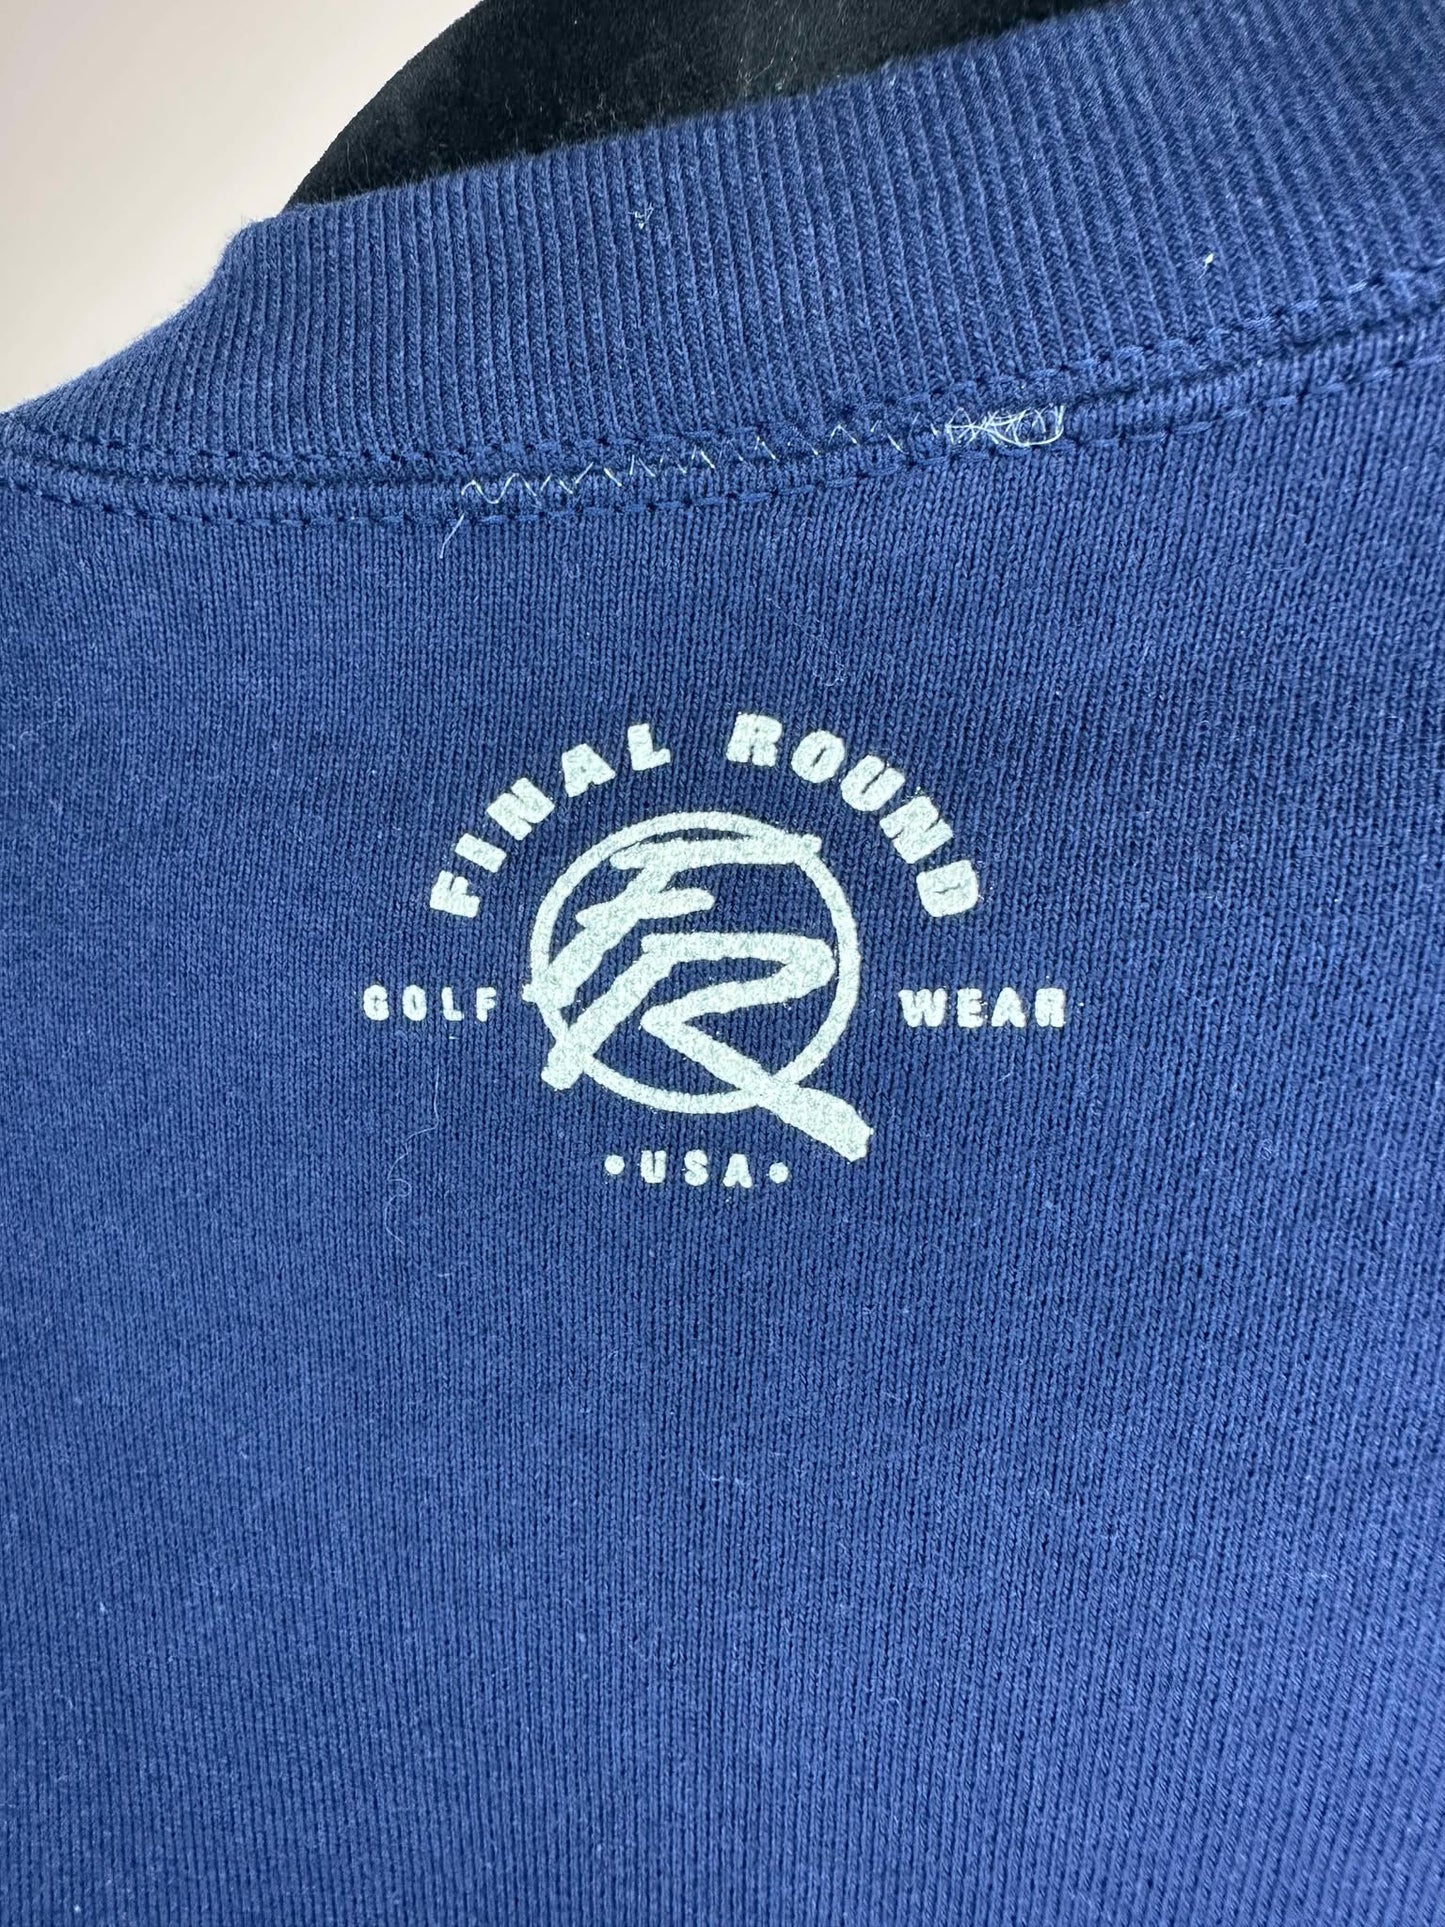 FINAL ROUND
FR
GOLF WEAR
• USA •